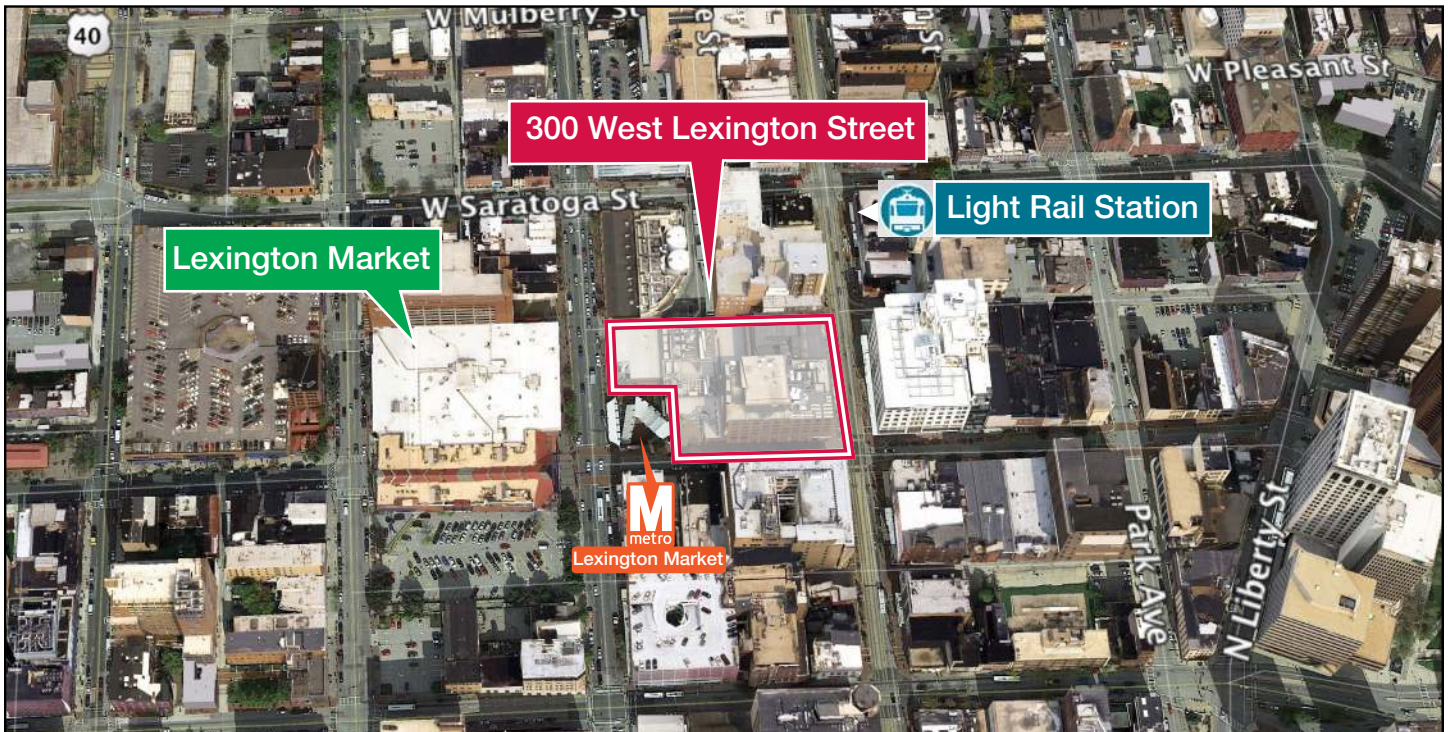 W Mulberry St
40
e St
n St
W Pleasant St
300 West Lexington Street
W Saratoga St
Light Rail Station
Lexington Market
M
metro
Lexington Market
Park Ave
N Liberty St